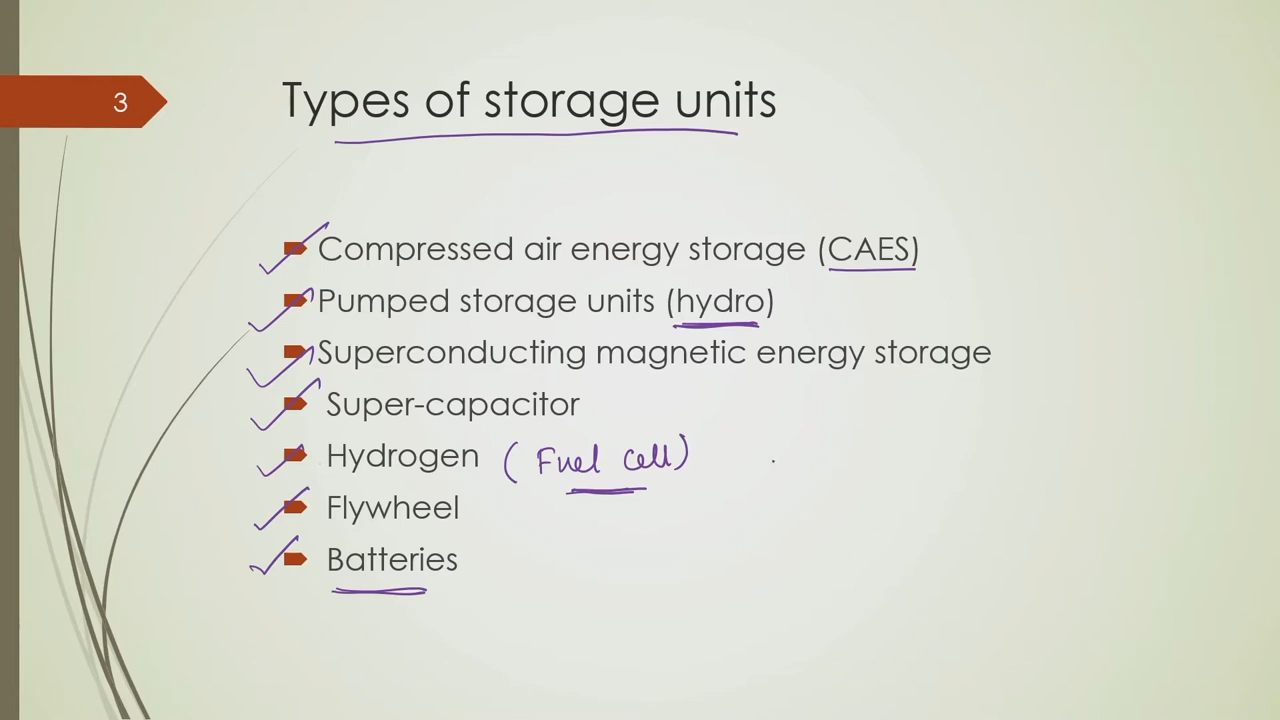 3
Types of storage units
Compressed air energy storage (CAES)
Pumped storage units (hydro)
Superconducting magnetic energy storage
Super-capacitor
Hydrogen (Fuel cell)
Flywheel
Batteries